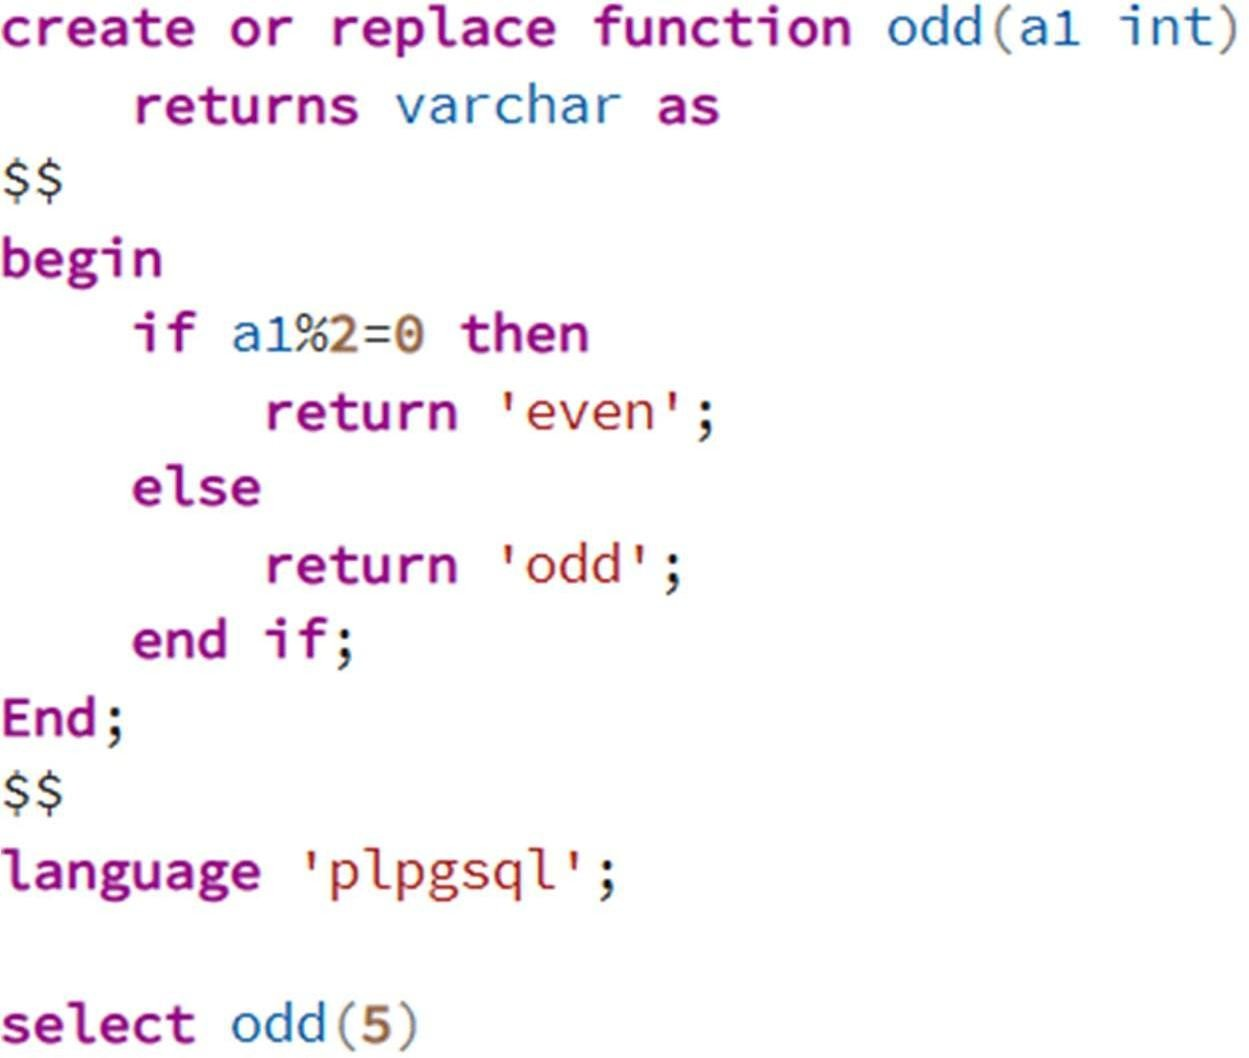 create or replace function odd(a1 int)
returns varchar as
$$
begin
if a1%2=0 then
return 'even';
else
return 'odd';
end if;
End;
$$
language 'plpgsql';
select odd(5)